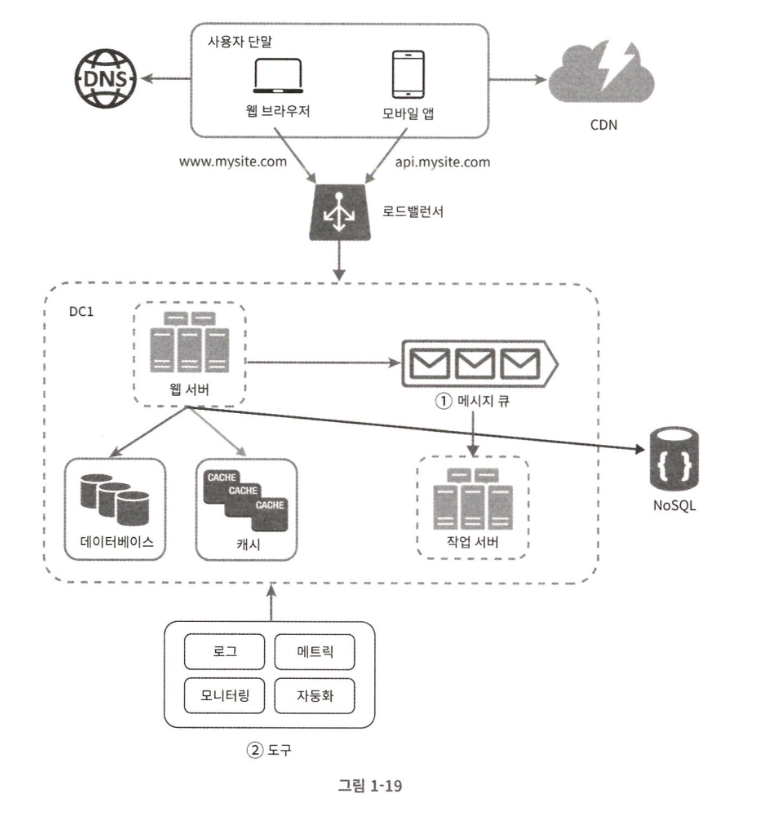 사용자 단말
DNS
웹 브라우저
모바일 앱
CDN
www.mysite.com
api.mysite.com
로드밸런서
DC1
웹 서버
① 메시지 큐
CACHE
CACHE
CACHE
데이터베이스
캐시
작업 서버
{ }
NoSQL
로그
메트릭
모니터링
자동화
② 도구
그림 1-19